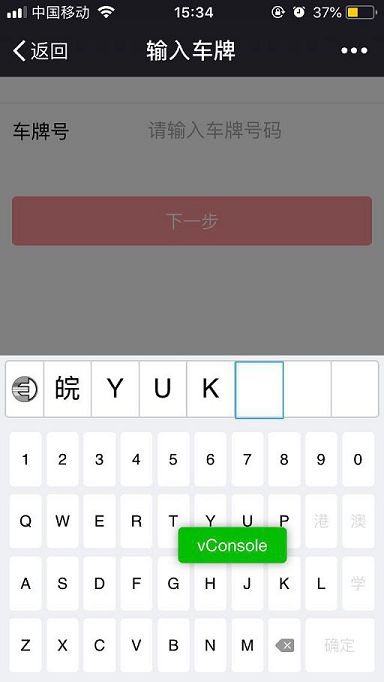 中国移动 15:34 37%
返回 输入车牌
车牌号 请输入车牌号码
下一步
皖 Y U K
1 2 3 4 5 6 7 8 9 0
Q W E R T Y U P 港 澳
vConsole
A S D F G H J K L 学
Z X C V B N M 确定